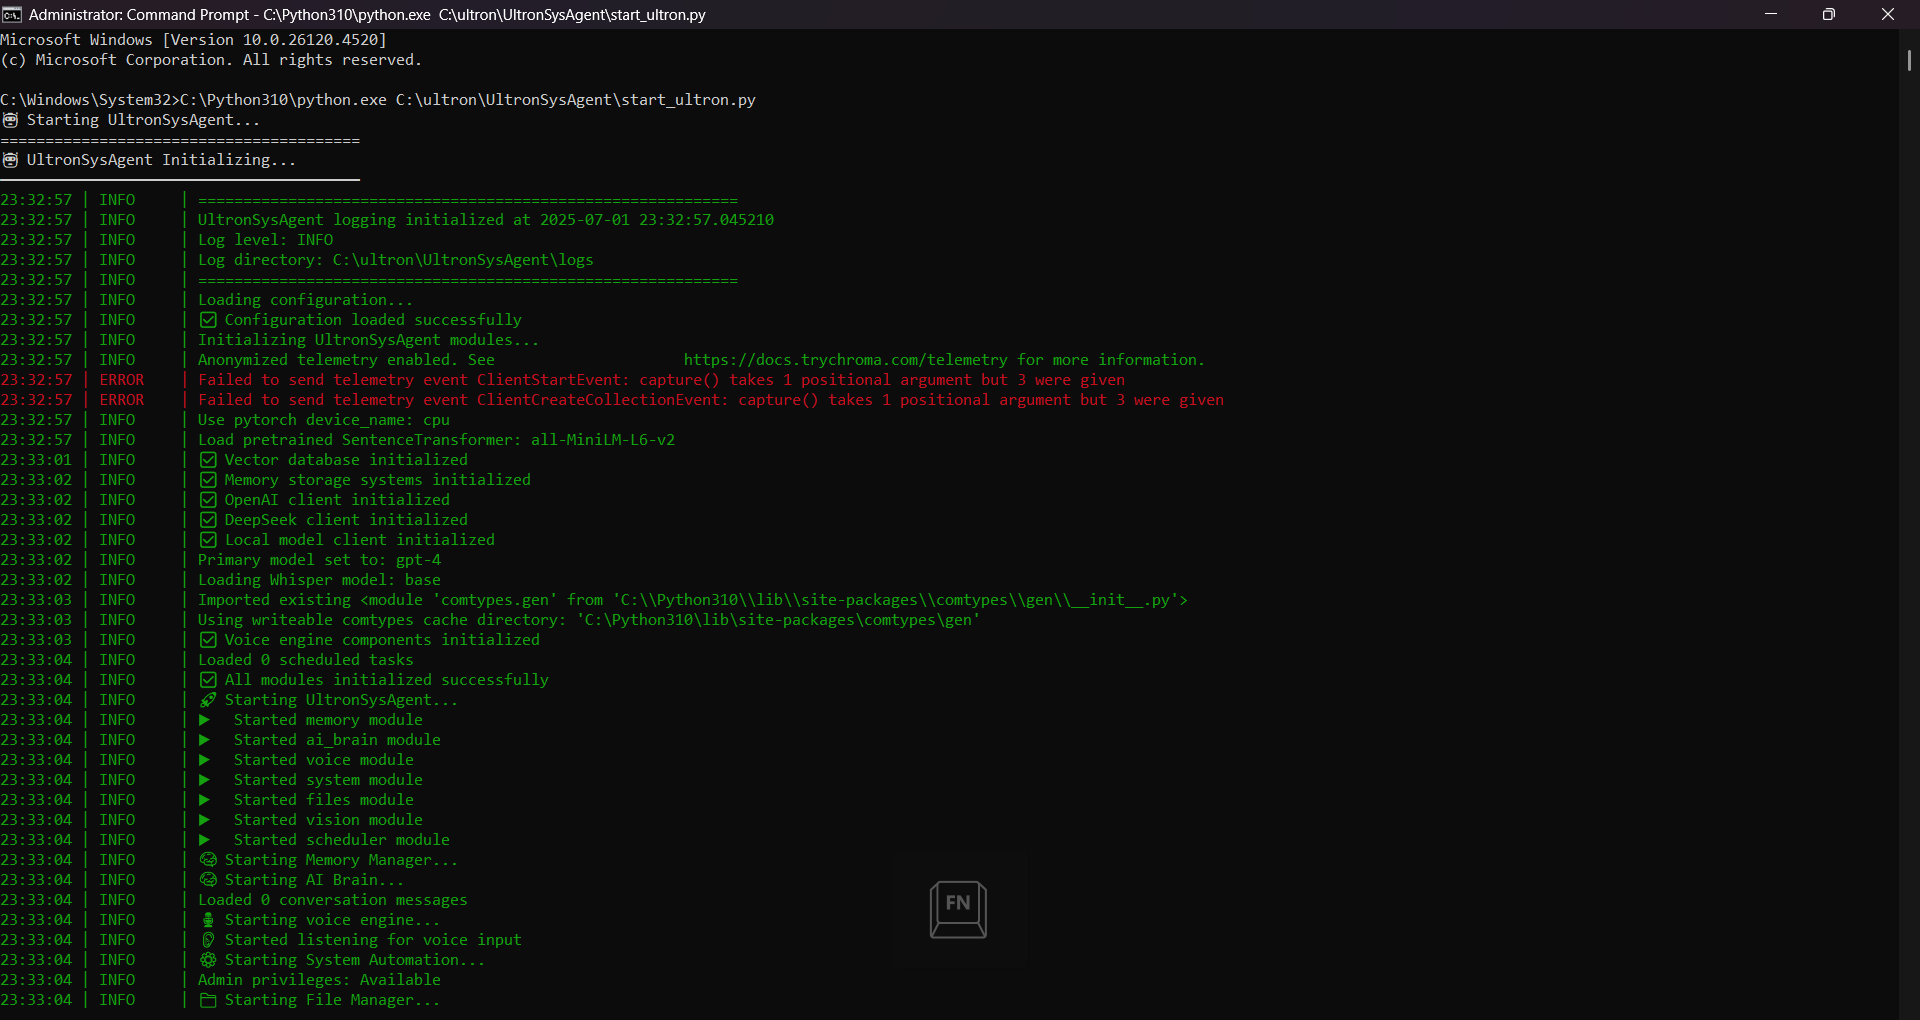 Administrator: Command Prompt - C:\Python310\python.exe C:\ultron\UltronSysAgent\start_ultron.py
Microsoft Windows [Version 10.0.26120.4520]
(c) Microsoft Corporation. All rights reserved.
C:\Windows\System32>C:\Python310\python.exe C:\ultron\UltronSysAgent\start_ultron.py
🤖 Starting UltronSysAgent...
========================================
🤖 UltronSysAgent Initializing...
23:32:57 | INFO | ============================================================
23:32:57 | INFO | UltronSysAgent logging initialized at 2025-07-01 23:32:57.045210
23:32:57 | INFO | Log level: INFO
23:32:57 | INFO | Log directory: C:\ultron\UltronSysAgent\logs
23:32:57 | INFO | ============================================================
23:32:57 | INFO | Loading configuration...
23:32:57 | INFO | ✅ Configuration loaded successfully
23:32:57 | INFO | Initializing UltronSysAgent modules...
23:32:57 | INFO | Anonymized telemetry enabled. See https://docs.trychroma.com/telemetry for more information.
23:32:57 | ERROR | Failed to send telemetry event ClientStartEvent: capture() takes 1 positional argument but 3 were given
23:32:57 | ERROR | Failed to send telemetry event ClientCreateCollectionEvent: capture() takes 1 positional argument but 3 were given
23:32:57 | INFO | Use pytorch device_name: cpu
23:32:57 | INFO | Load pretrained SentenceTransformer: all-MiniLM-L6-v2
23:33:01 | INFO | ✅ Vector database initialized
23:33:02 | INFO | ✅ Memory storage systems initialized
23:33:02 | INFO | ✅ OpenAI client initialized
23:33:02 | INFO | ✅ DeepSeek client initialized
23:33:02 | INFO | ✅ Local model client initialized
23:33:02 | INFO | Primary model set to: gpt-4
23:33:02 | INFO | Loading Whisper model: base
23:33:03 | INFO | Imported existing <module 'comtypes.gen' from 'C:\\Python310\\lib\\site-packages\\comtypes\\gen\\__init__.py'>
23:33:03 | INFO | Using writeable comtypes cache directory: 'C:\Python310\lib\site-packages\comtypes\gen'
23:33:03 | INFO | ✅ Voice engine components initialized
23:33:04 | INFO | Loaded 0 scheduled tasks
23:33:04 | INFO | ✅ All modules initialized successfully
23:33:04 | INFO | 🚀 Starting UltronSysAgent...
23:33:04 | INFO | ▶ Started memory module
23:33:04 | INFO | ▶ Started ai_brain module
23:33:04 | INFO | ▶ Started voice module
23:33:04 | INFO | ▶ Started system module
23:33:04 | INFO | ▶ Started files module
23:33:04 | INFO | ▶ Started vision module
23:33:04 | INFO | ▶ Started scheduler module
23:33:04 | INFO | 🧠 Starting Memory Manager...
23:33:04 | INFO | 🧠 Starting AI Brain...
23:33:04 | INFO | Loaded 0 conversation messages
23:33:04 | INFO | 🎙 Starting voice engine...
23:33:04 | INFO | 👂 Started listening for voice input
23:33:04 | INFO | ⚙ Starting System Automation...
23:33:04 | INFO | Admin privileges: Available
23:33:04 | INFO | 📁 Starting File Manager...
FN